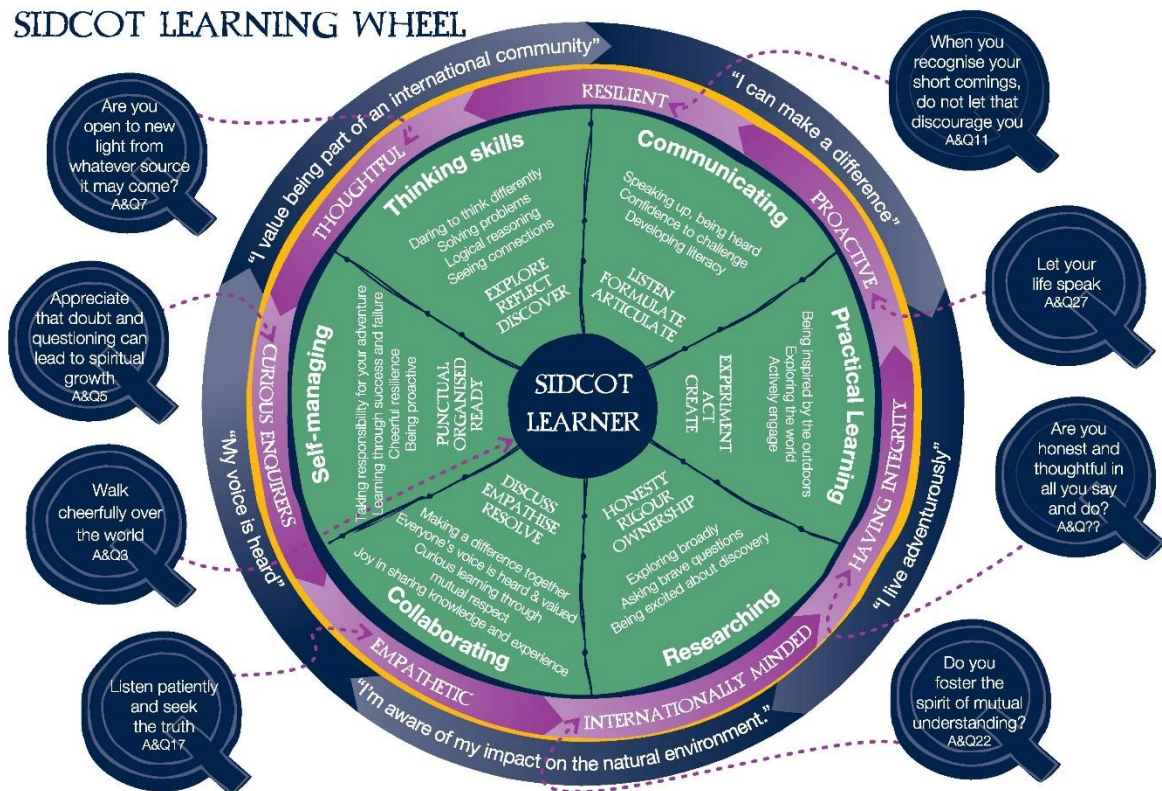 SIDCOT LEARNING WHEEL
Are you
open to new
light from
whatever source
it may come?
A&Q7
Appreciate
that doubt and
questioning can
lead to spiritual
growth
A&Q5
Walk
cheerfully over
the world
A&Q3
Listen patiently
and seek
the truth
A&Q17
When you
recognise your
short comings,
do not let that
discourage you
A&Q11
Let your
life speak
A&Q27
Are you
honest and
thoughtful in
all you say
and do?
A&Q??
Do you
foster the
spirit of mutual
understanding?
A&Q22
"I value being part of an international community"
"I can make a difference"
"I live adventurously"
"I'm aware of my impact on the natural environment."
"My voice is heard"
RESILIENT
PROACTIVE
HAVING INTEGRITY
INTERNATIONALLY MINDED
EMPATHETIC
CURIOUS ENQUIRERS
THOUGHTFUL
Thinking skills
Daring to think differently
Solving problems
Logical reasoning
Seeing connections
EXPLORE
REFLECT
DISCOVER
Communicating
Speaking up, being heard
Confidence to challenge
Developing literacy
LISTEN
FORMULATE
ARTICULATE
Practical Learning
Being inspired by the outdoors
Exploring the world
Actively engage
EXPERIMENT
ACT
CREATE
HONESTY
RIGOUR
OWNERSHIP
Exploring broadly
Asking brave questions
Being excited about discovery
Researching
DISCUSS
EMPATHISE
RESOLVE
Making a difference together
Everyone's voice is heard & valued
Curious learning through
mutual respect
Joy in sharing knowledge and experience
Collaborating
Self-managing
Taking responsibility for your adventure
Learning through success and failure
Cheerful resilience
Being proactive
PUNCTUAL
ORGANISED
READY
SIDCOT
LEARNER